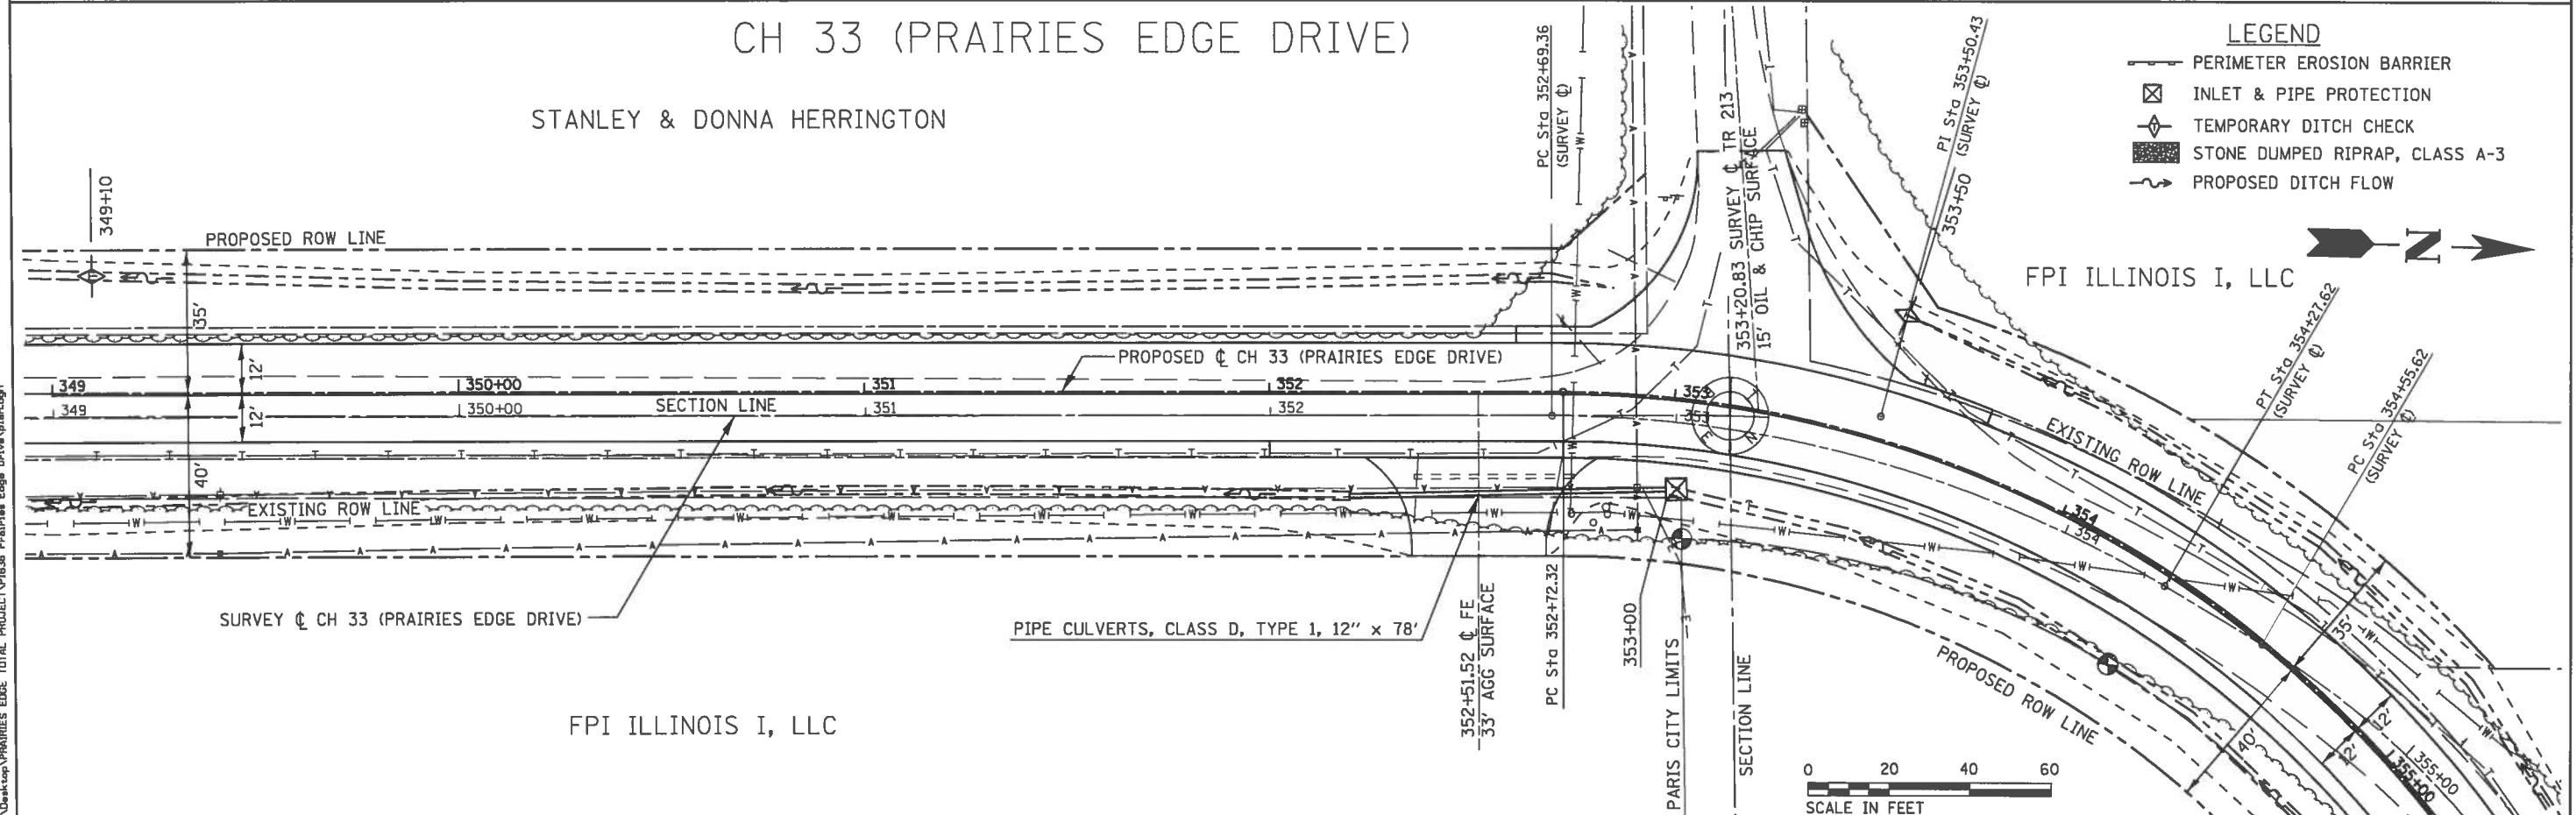 CH 33 (PRAIRIES EDGE DRIVE)
STANLEY & DONNA HERRINGTON
LEGEND
PERIMETER EROSION BARRIER
INLET & PIPE PROTECTION
TEMPORARY DITCH CHECK
STONE DUMPED RIPRAP, CLASS A-3
PROPOSED DITCH FLOW
N
FPI ILLINOIS I, LLC
349+10
PROPOSED ROW LINE
35'
12'
12'
40'
PC Sta 352+69.36
(SURVEY ℄)
353+20.83 SURVEY ℄ TR 213
15' OIL & CHIP SURFACE
PI Sta 353+50.43
353+50 (SURVEY ℄)
PT Sta 354+27.62
(SURVEY ℄)
PC Sta 354+55.62
(SURVEY ℄)
PROPOSED ℄ CH 33 (PRAIRIES EDGE DRIVE)
349
350+00
351
352
353
354
355+00
349
350+00
351
352
353
354
355+00
SECTION LINE
EXISTING ROW LINE
EXISTING ROW LINE
SURVEY ℄ CH 33 (PRAIRIES EDGE DRIVE)
PIPE CULVERTS, CLASS D, TYPE 1, 12" x 78'
352+51.52 ℄ FE
33' AGG SURFACE
PC Sta 352+72.32
353+00
PARIS CITY LIMITS
SECTION LINE
PROPOSED ROW LINE
35'
40'
12'
12'
FPI ILLINOIS I, LLC
0 20 40 60
SCALE IN FEET